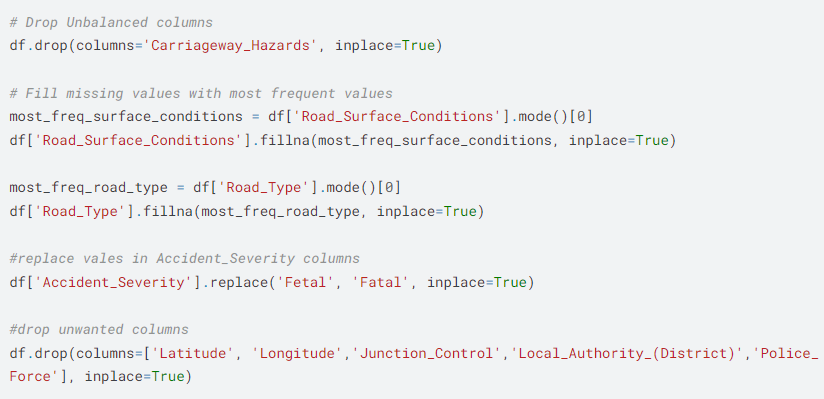 # Drop Unbalanced columns
df.drop(columns='Carriageway_Hazards', inplace=True)
# Fill missing values with most frequent values
most_freq_surface_conditions = df['Road_Surface_Conditions'].mode()[0]
df['Road_Surface_Conditions'].fillna(most_freq_surface_conditions, inplace=True)
most_freq_road_type = df['Road_Type'].mode()[0]
df['Road_Type'].fillna(most_freq_road_type, inplace=True)
#replace vales in Accident_Severity columns
df['Accident_Severity'].replace('Fetal', 'Fatal', inplace=True)
#drop unwanted columns
df.drop(columns=['Latitude', 'Longitude','Junction_Control','Local_Authority_(District)','Police_
Force'], inplace=True)